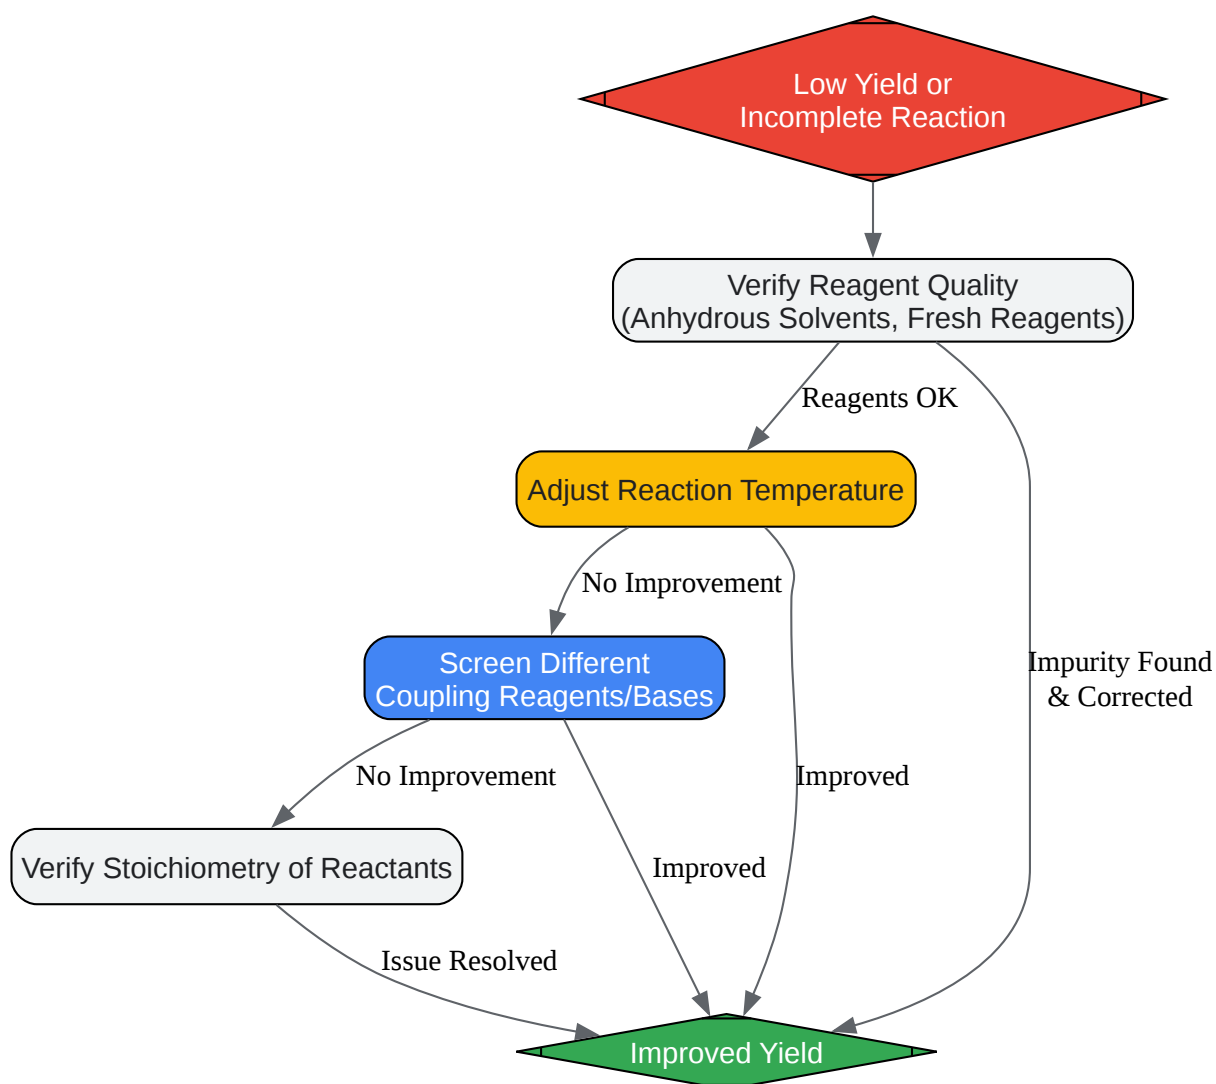 Low Yield or
Incomplete Reaction
Verify Reagent Quality
(Anhydrous Solvents, Fresh Reagents)
Reagents OK
Adjust Reaction Temperature
No Improvement
Screen Different
Coupling Reagents/Bases
Impurity Found
& Corrected
No Improvement
Improved
Verify Stoichiometry of Reactants
Improved
Issue Resolved
Improved Yield